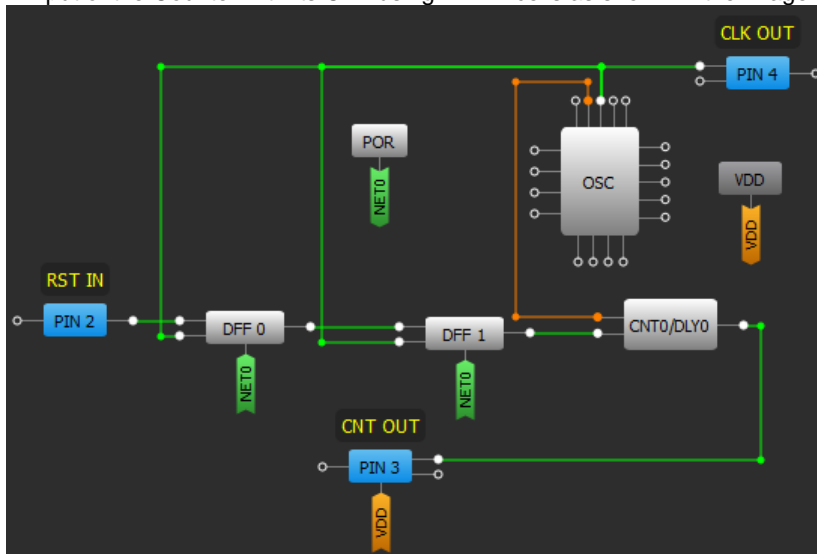 CLK OUT
PIN 4
POR
NET0
OSC
VDD
VDD
RST IN
PIN 2
DFF 0
NET0
DFF 1
NET0
CNT0/DLY0
CNT OUT
PIN 3
VDD